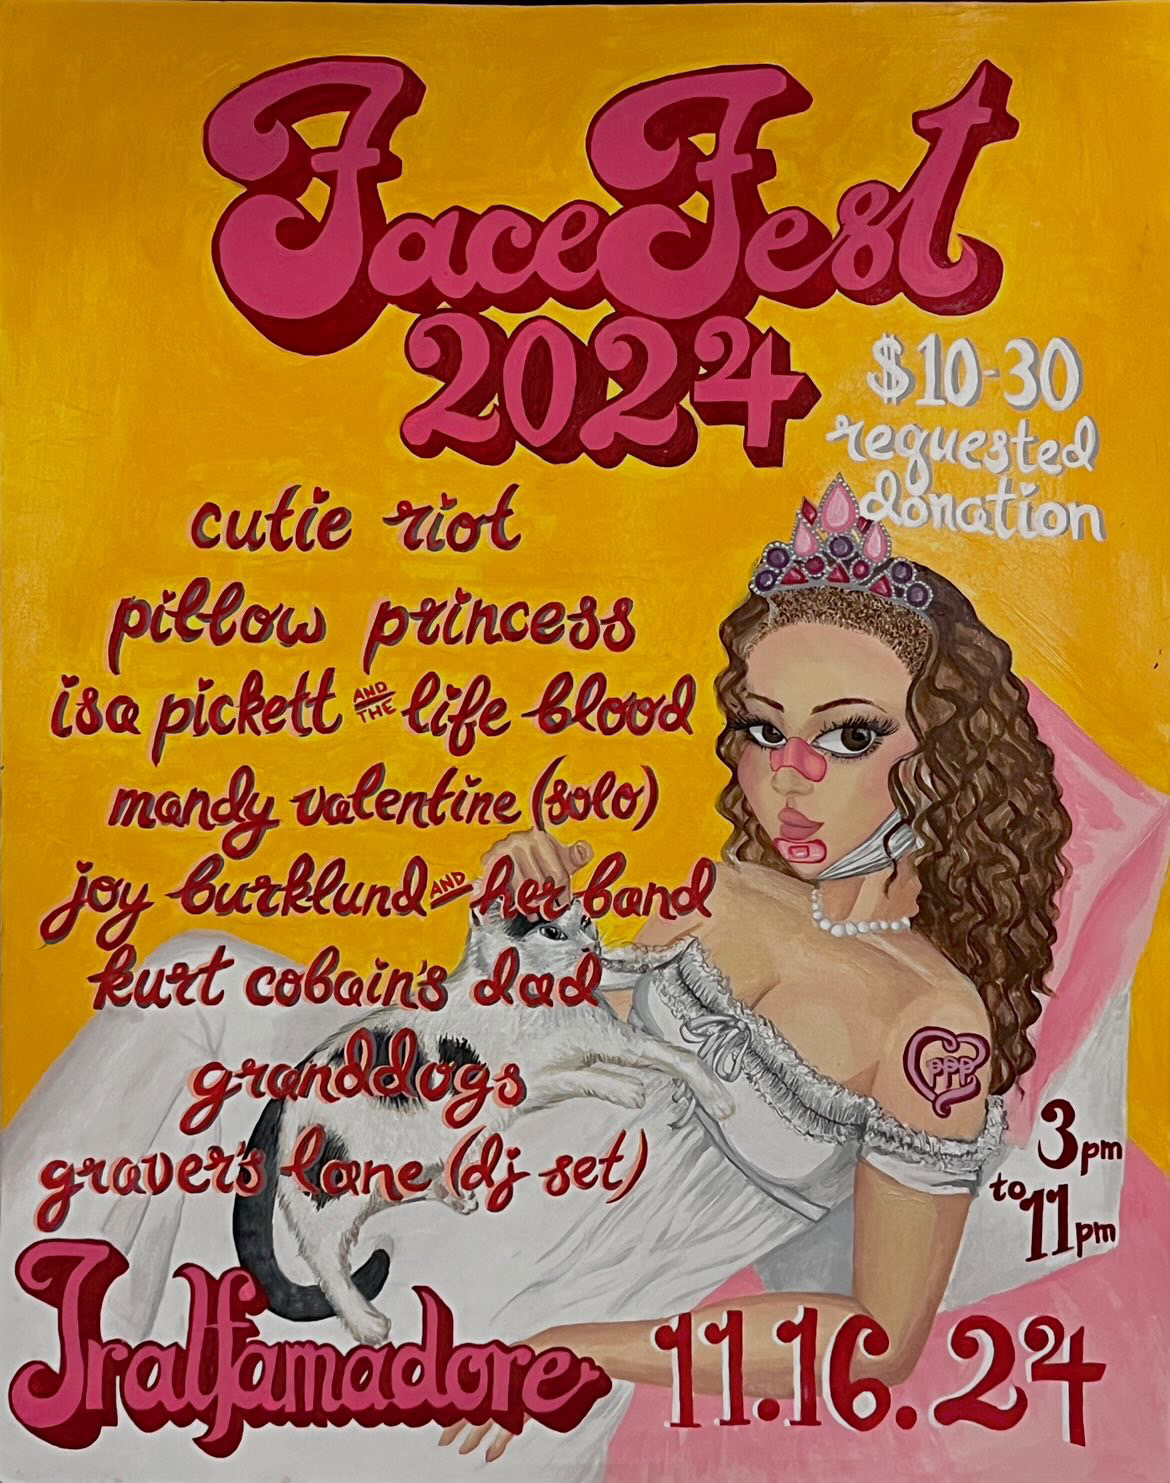 FaceFest
2024
$10-30
requested
donation
cutie riot
pillow princess
isa pickett AND THE life blood
mandy valentine (solo)
joy burklund AND her band
kurt cobain's dad
granddogs
graver's lane (dj set)
ppp
3pm
to 11pm
Tralfamadore
11.16.24